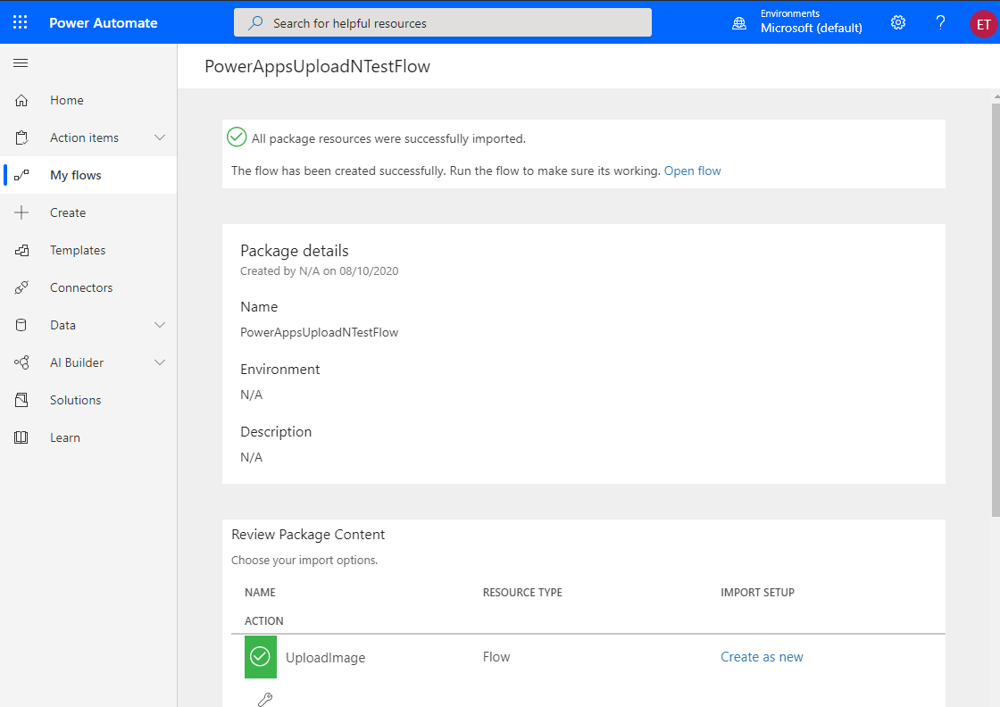 Power Automate
Search for helpful resources
Environments
Microsoft (default)
?
ET
PowerAppsUploadNTestFlow
Home
Action items
My flows
Create
Templates
Connectors
Data
AI Builder
Solutions
Learn
All package resources were successfully imported.
The flow has been created successfully. Run the flow to make sure its working. Open flow
Package details
Created by N/A on 08/10/2020
Name
PowerAppsUploadNTestFlow
Environment
N/A
Description
N/A
Review Package Content
Choose your import options.
NAME RESOURCE TYPE IMPORT SETUP
ACTION
UploadImage Flow Create as new